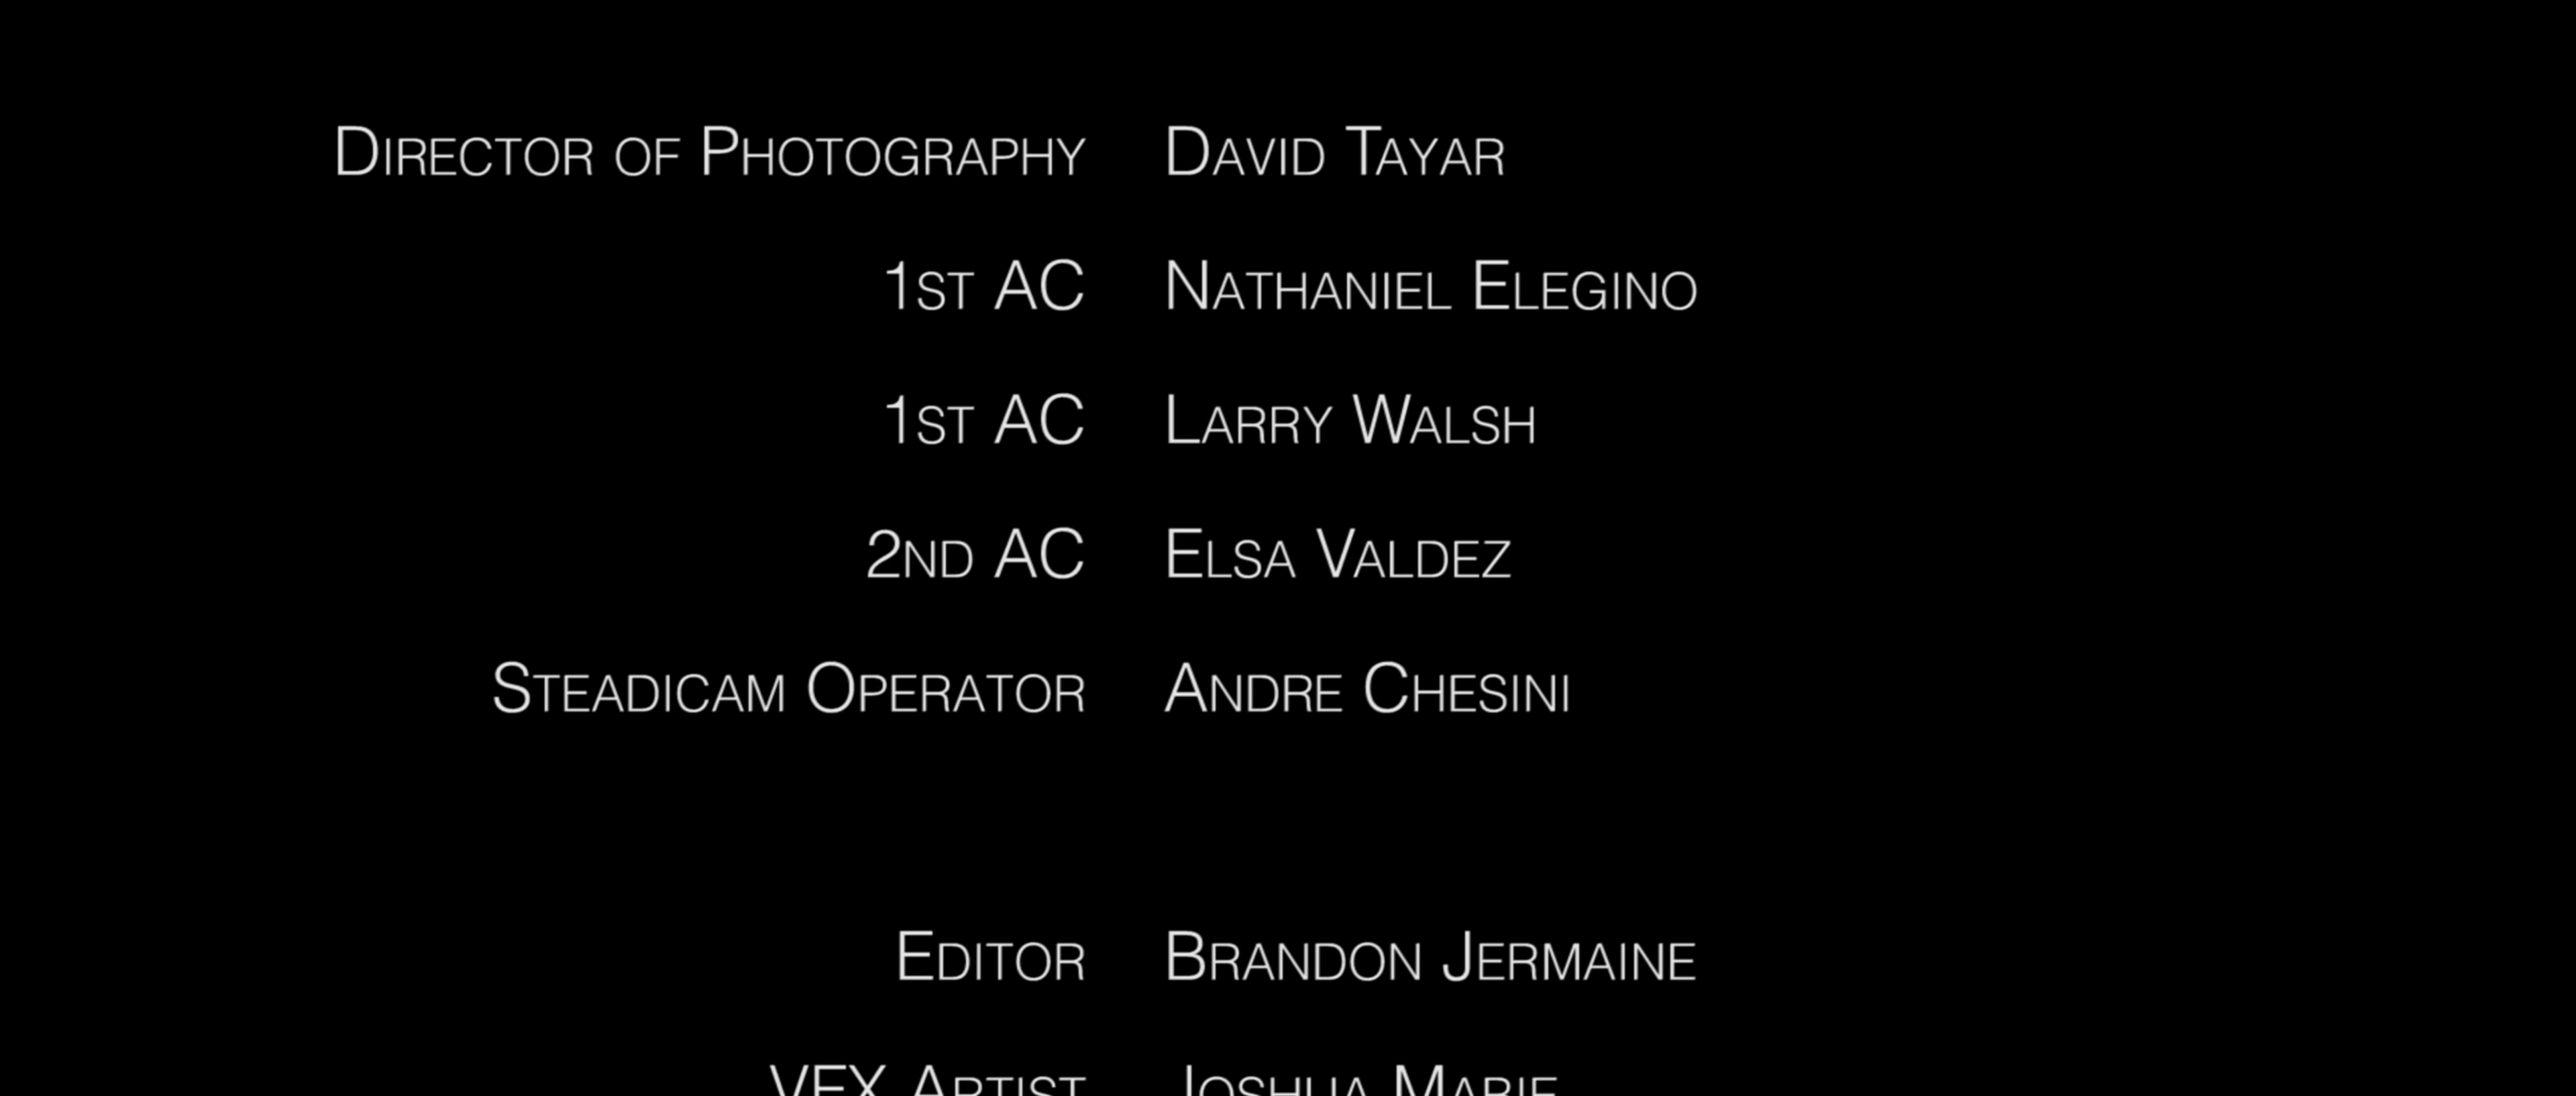 Director of Photography David Tayar
1st AC Nathaniel Elegino
1st AC Larry Walsh
2nd AC Elsa Valdez
Steadicam Operator Andre Chesini
Editor Brandon Jermaine
VFX Artist Joshua Marie